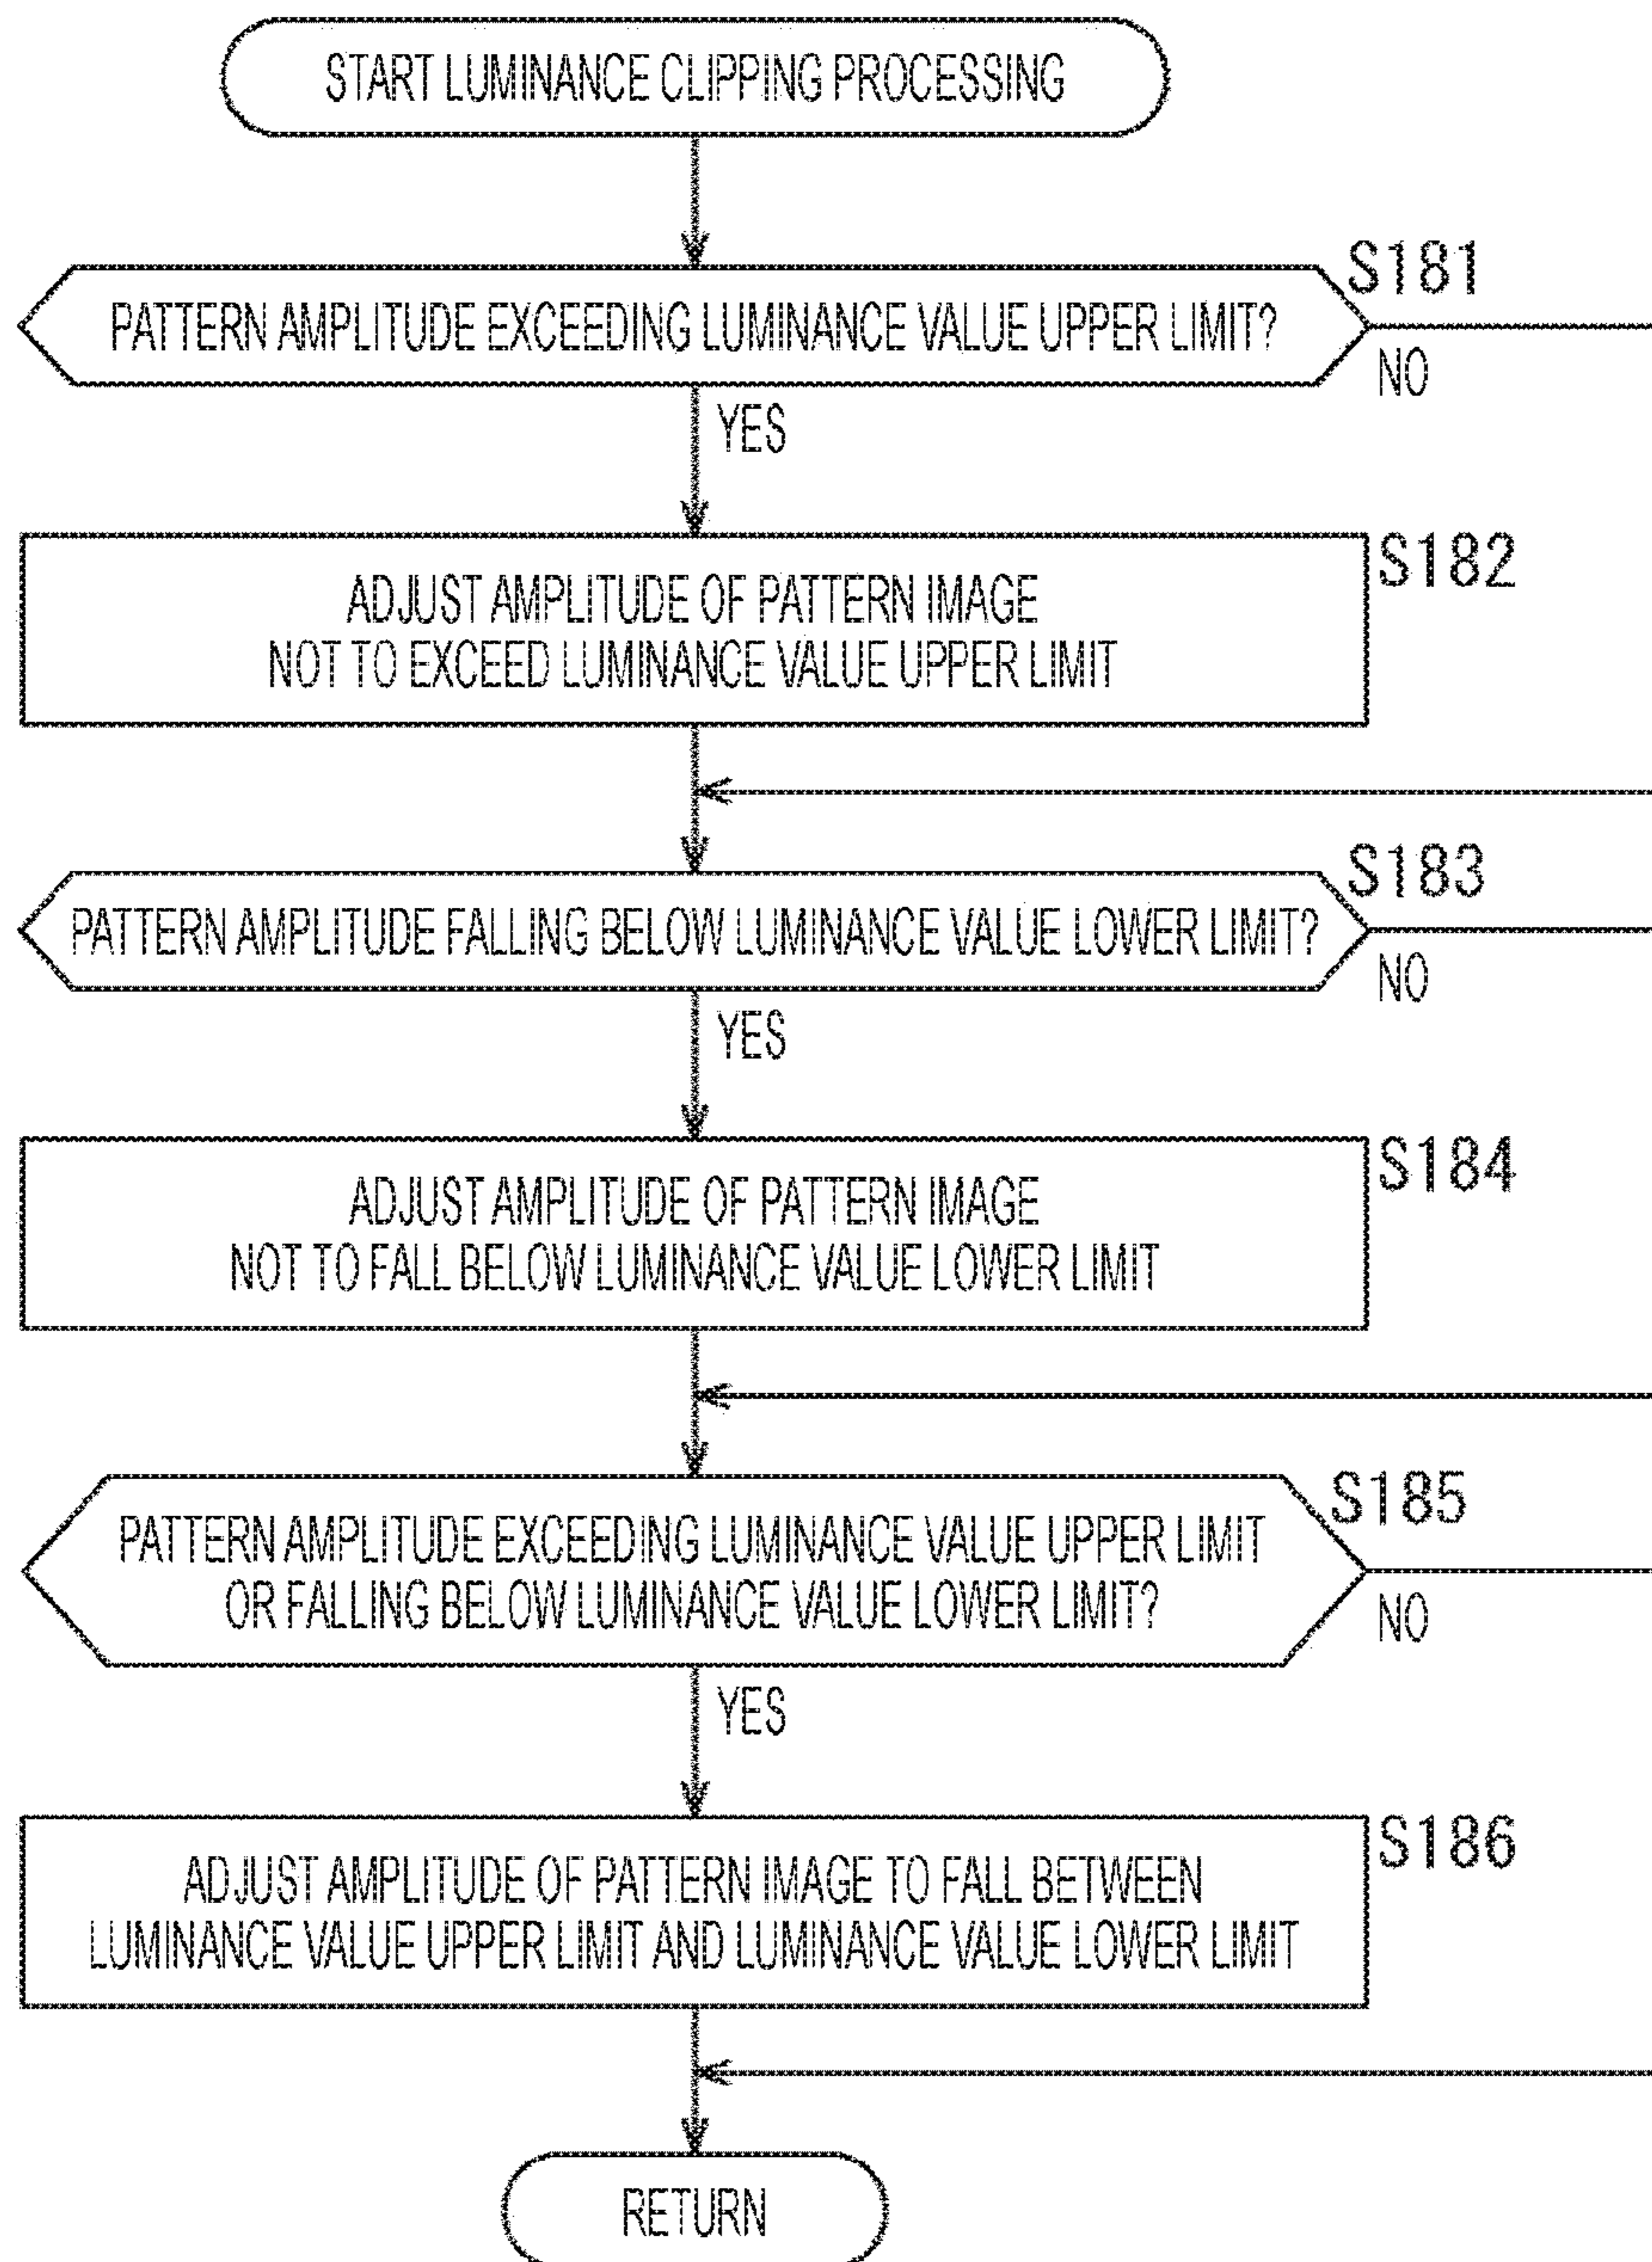 START LUMINANCE CLIPPING PROCESSING
S181
PATTERN AMPLITUDE EXCEEDING LUMINANCE VALUE UPPER LIMIT?
NO
YES
S182
ADJUST AMPLITUDE OF PATTERN IMAGE
NOT TO EXCEED LUMINANCE VALUE UPPER LIMIT
S183
PATTERN AMPLITUDE FALLING BELOW LUMINANCE VALUE LOWER LIMIT?
NO
YES
S184
ADJUST AMPLITUDE OF PATTERN IMAGE
NOT TO FALL BELOW LUMINANCE VALUE LOWER LIMIT
S185
PATTERN AMPLITUDE EXCEEDING LUMINANCE VALUE UPPER LIMIT
OR FALLING BELOW LUMINANCE VALUE LOWER LIMIT?
NO
YES
S186
ADJUST AMPLITUDE OF PATTERN IMAGE TO FALL BETWEEN
LUMINANCE VALUE UPPER LIMIT AND LUMINANCE VALUE LOWER LIMIT
RETURN